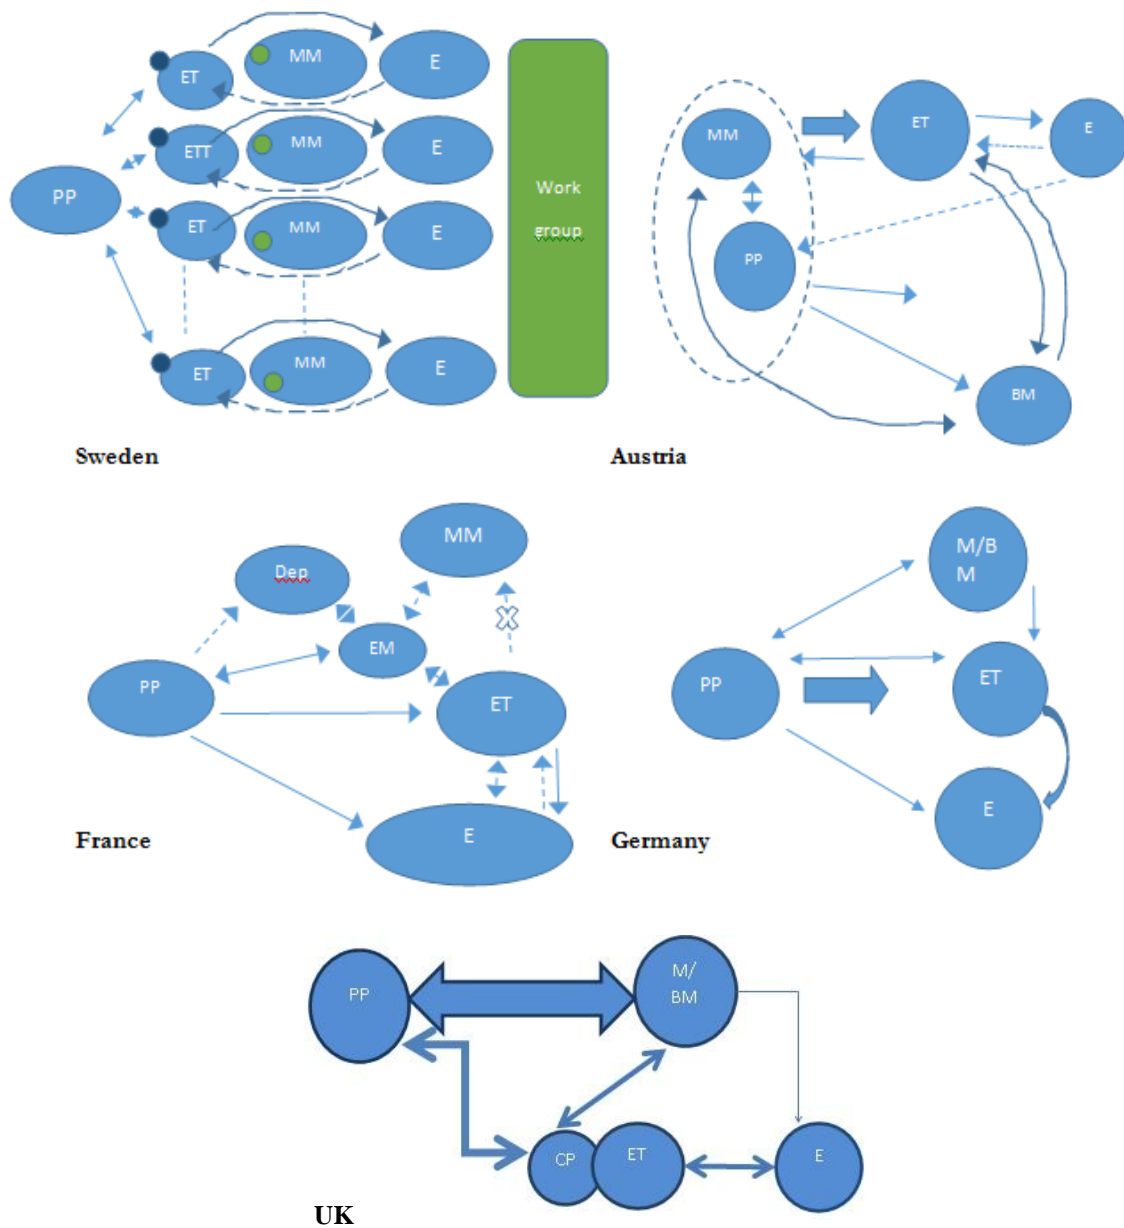 MM
E
ET
MM
E
ETT
PP
Work
group
MM
E
ET
MM
E
ET
Sweden
MM
ET
E
PP
BM
Austria
MM
Dep
EM
PP
ET
E
France
M/B
M
PP
ET
E
Germany
PP
M/
BM
CP
ET
E
UK